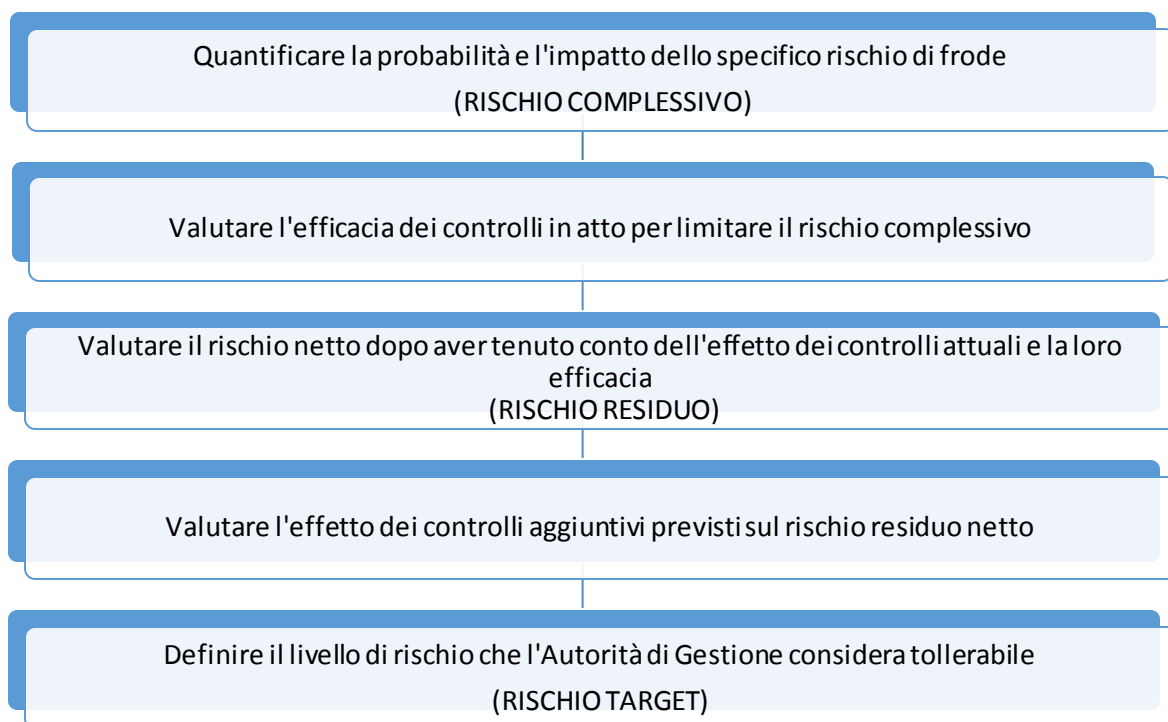 Quantificare la probabilità e l'impatto dello specifico rischio di frode
(RISCHIO COMPLESSIVO)
Valutare l'efficacia dei controlli in atto per limitare il rischio complessivo
Valutare il rischio netto dopo aver tenuto conto dell'effetto dei controlli attuali e la loro
efficacia
(RISCHIO RESIDUO)
Valutare l'effetto dei controlli aggiuntivi previsti sul rischio residuo netto
Definire il livello di rischio che l'Autorità di Gestione considera tollerabile
(RISCHIO TARGET)